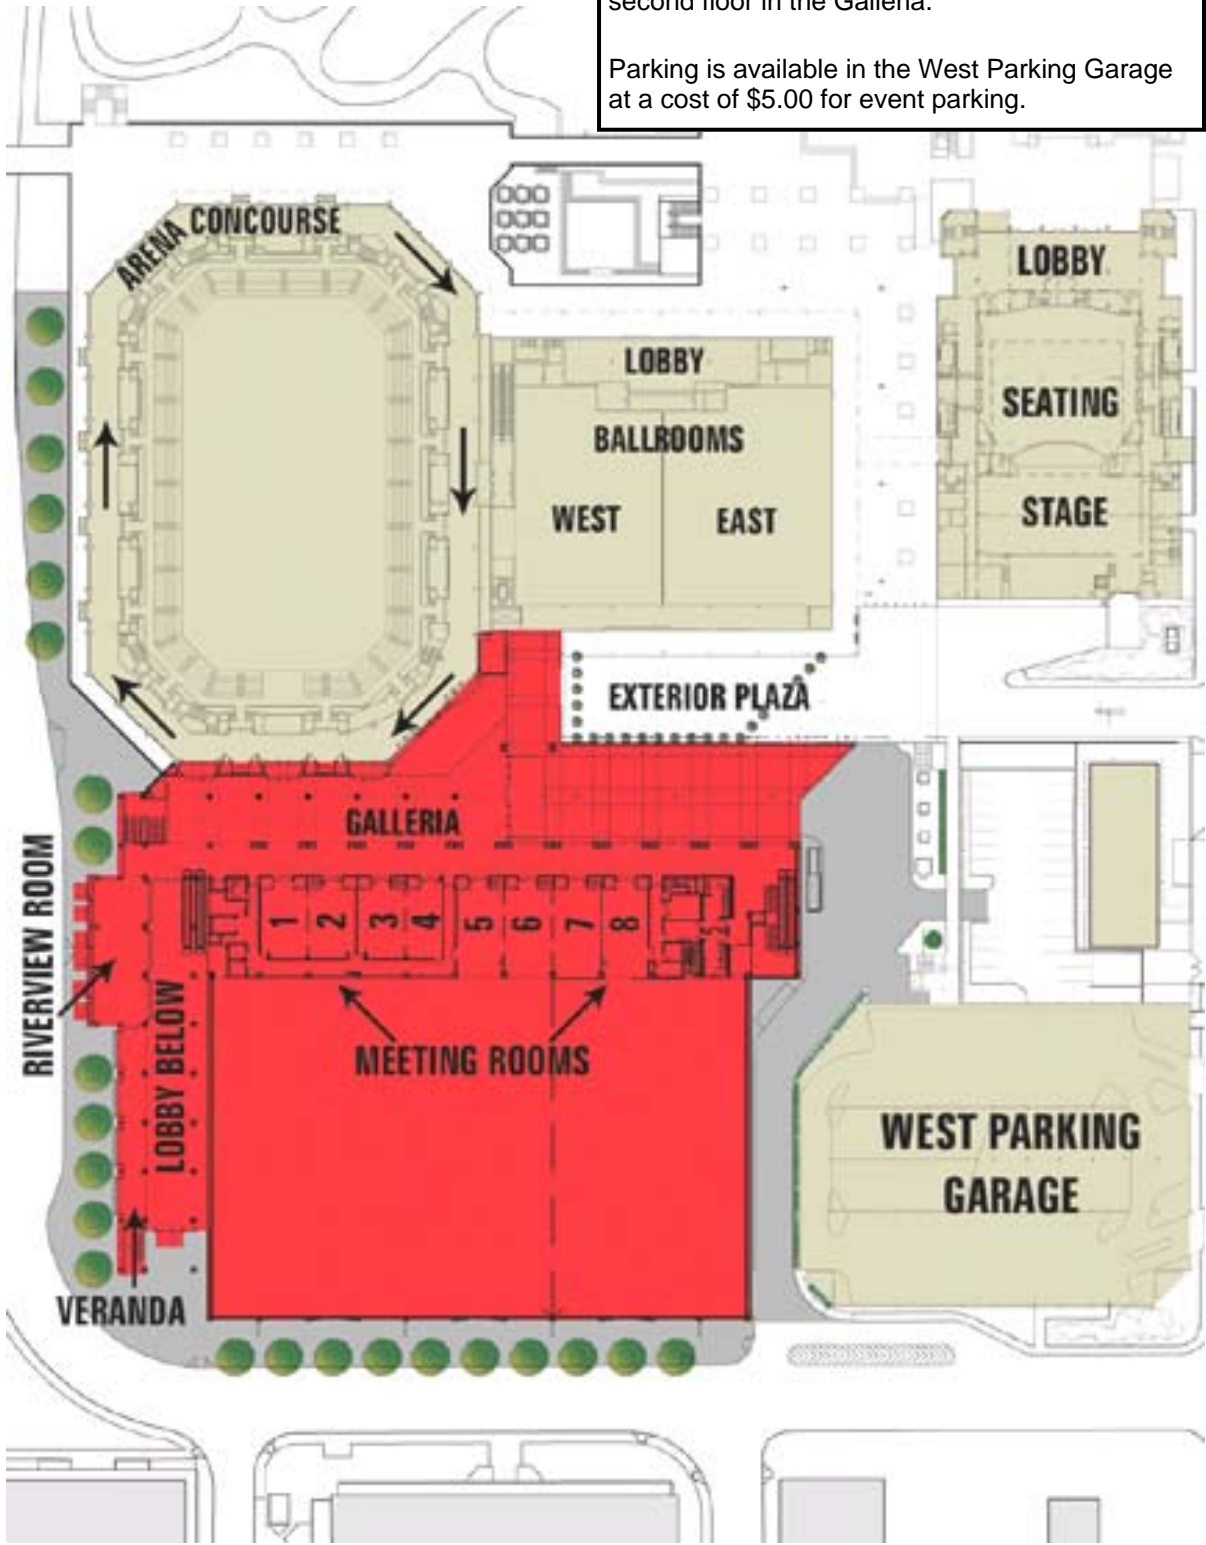 second floor in the Galleria.
Parking is available in the West Parking Garage
at a cost of $5.00 for event parking.
ARENA CONCOURSE
LOBBY
LOBBY
SEATING
BALLROOMS
WEST
EAST
STAGE
EXTERIOR PLAZA
GALLERIA
RIVERVIEW ROOM
1 2 3 4 5 6 7 8
LOBBY BELOW
MEETING ROOMS
WEST PARKING
GARAGE
VERANDA